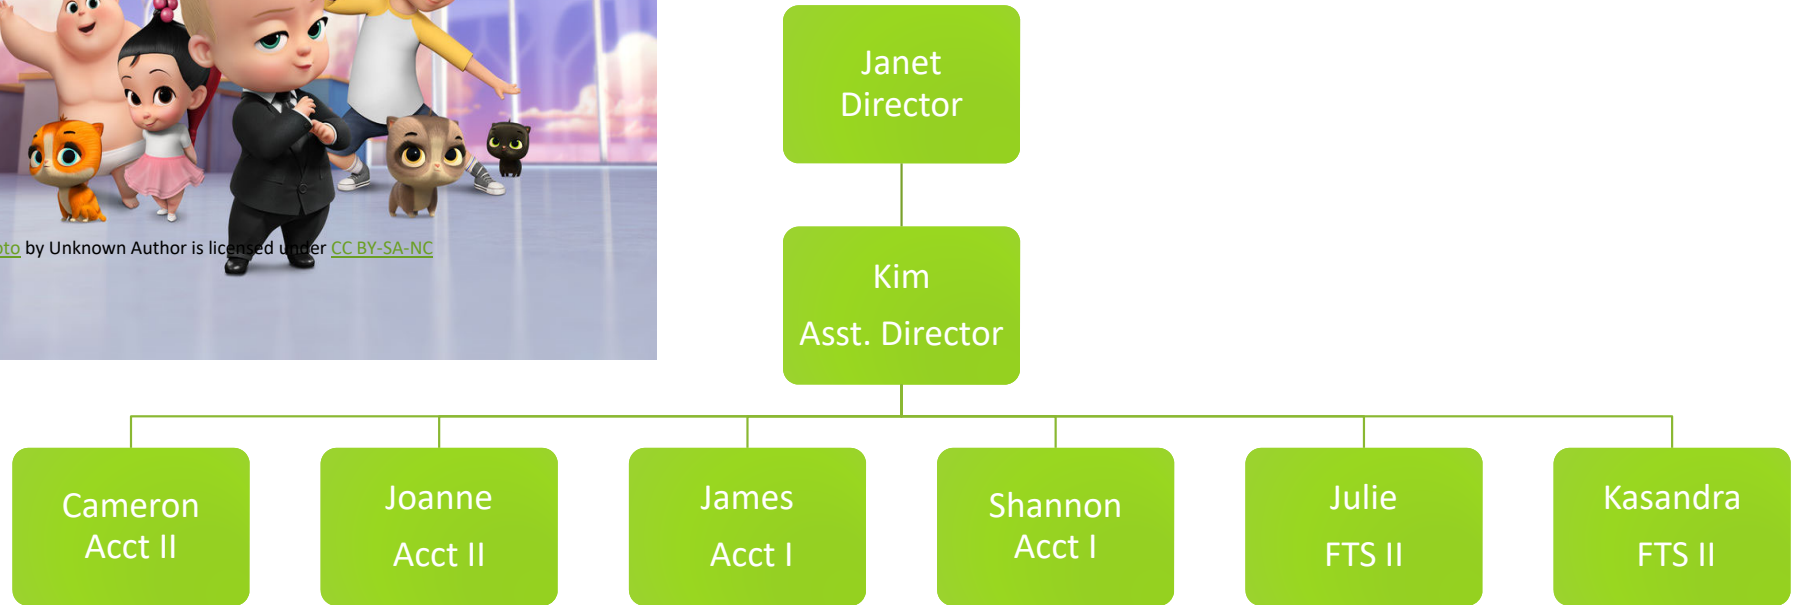 Janet
Director
Kim
Asst. Director
by Unknown Author is licensed under CC BY-SA-NC
Cameron
Acct II
Joanne
Acct II
James
Acct I
Shannon
Acct I
Julie
FTS II
Kasandra
FTS II